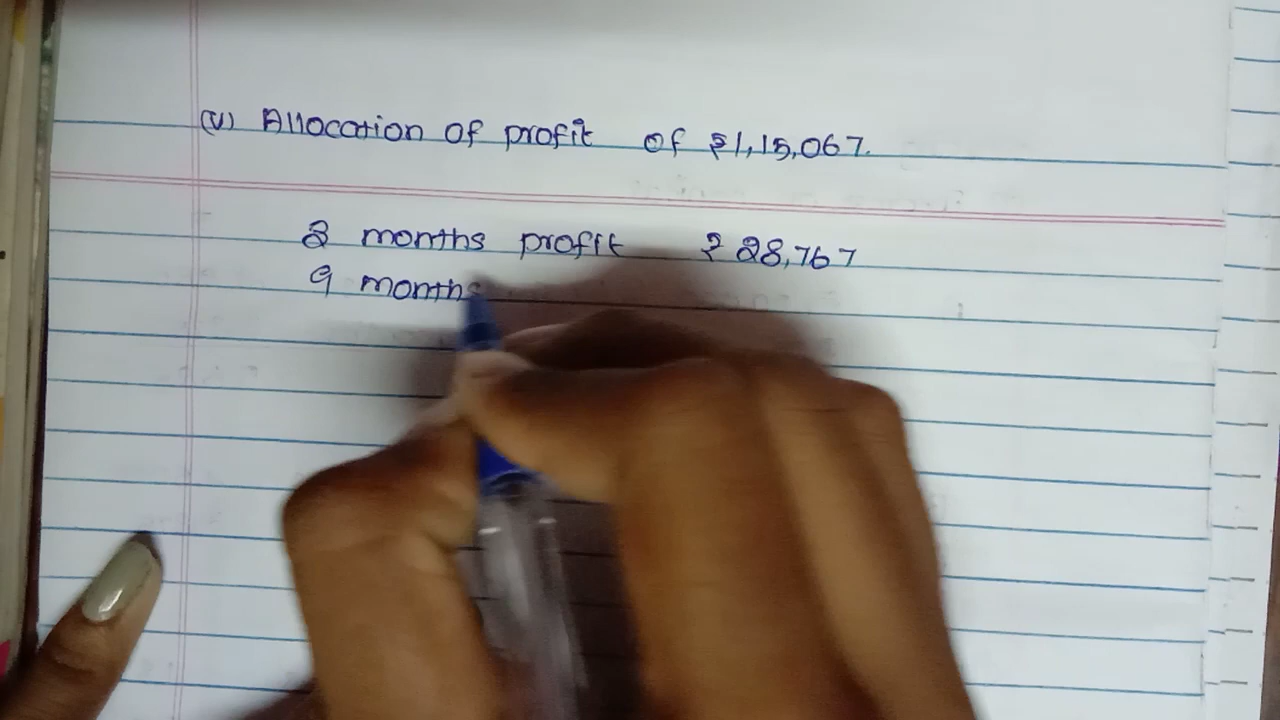 (V) Allocation of profit of ₹1,15,067.
3 months profit ₹ 28,767
9 months